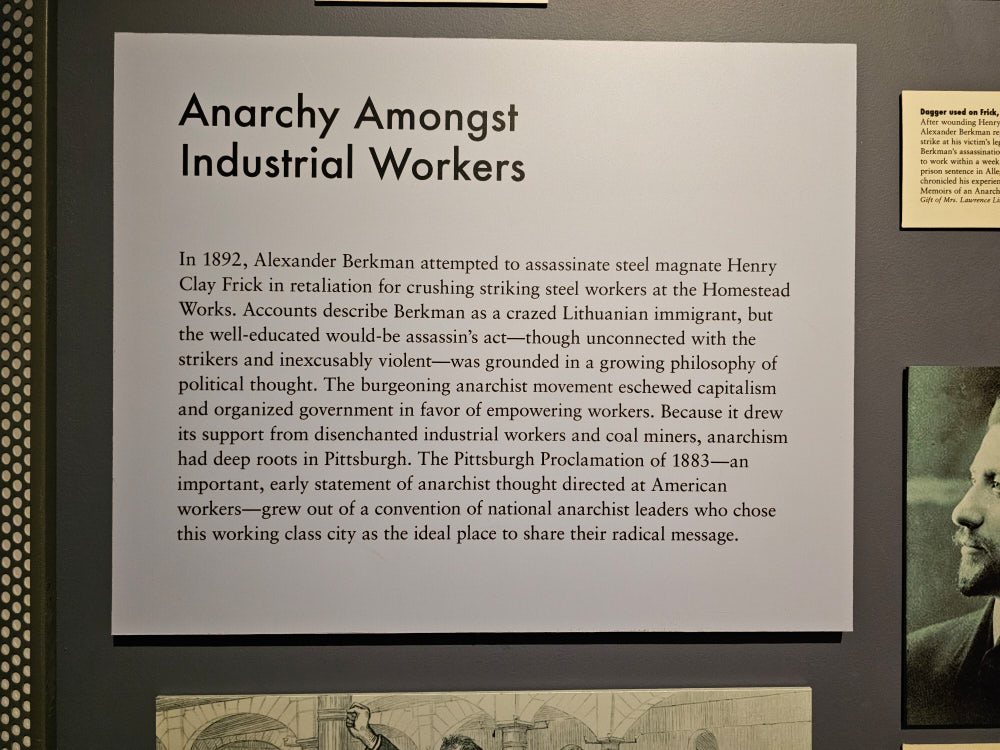 Anarchy Amongst
Industrial Workers
In 1892, Alexander Berkman attempted to assassinate steel magnate Henry
Clay Frick in retaliation for crushing striking steel workers at the Homestead
Works. Accounts describe Berkman as a crazed Lithuanian immigrant, but
the well-educated would-be assassin's act—though unconnected with the
strikers and inexcusably violent—was grounded in a growing philosophy of
political thought. The burgeoning anarchist movement eschewed capitalism
and organized government in favor of empowering workers. Because it drew
its support from disenchanted industrial workers and coal miners, anarchism
had deep roots in Pittsburgh. The Pittsburgh Proclamation of 1883—an
important, early statement of anarchist thought directed at American
workers—grew out of a convention of national anarchist leaders who chose
this working class city as the ideal place to share their radical message.
Dagger used on Frick,
After wounding Henry
Alexander Berkman re
strike at his victim's leg
Berkman's assassinatio
to work within a week
prison sentence in Alle
chronicled his experien
Memoirs of an Anarch
Gift of Mrs. Lawrence Li